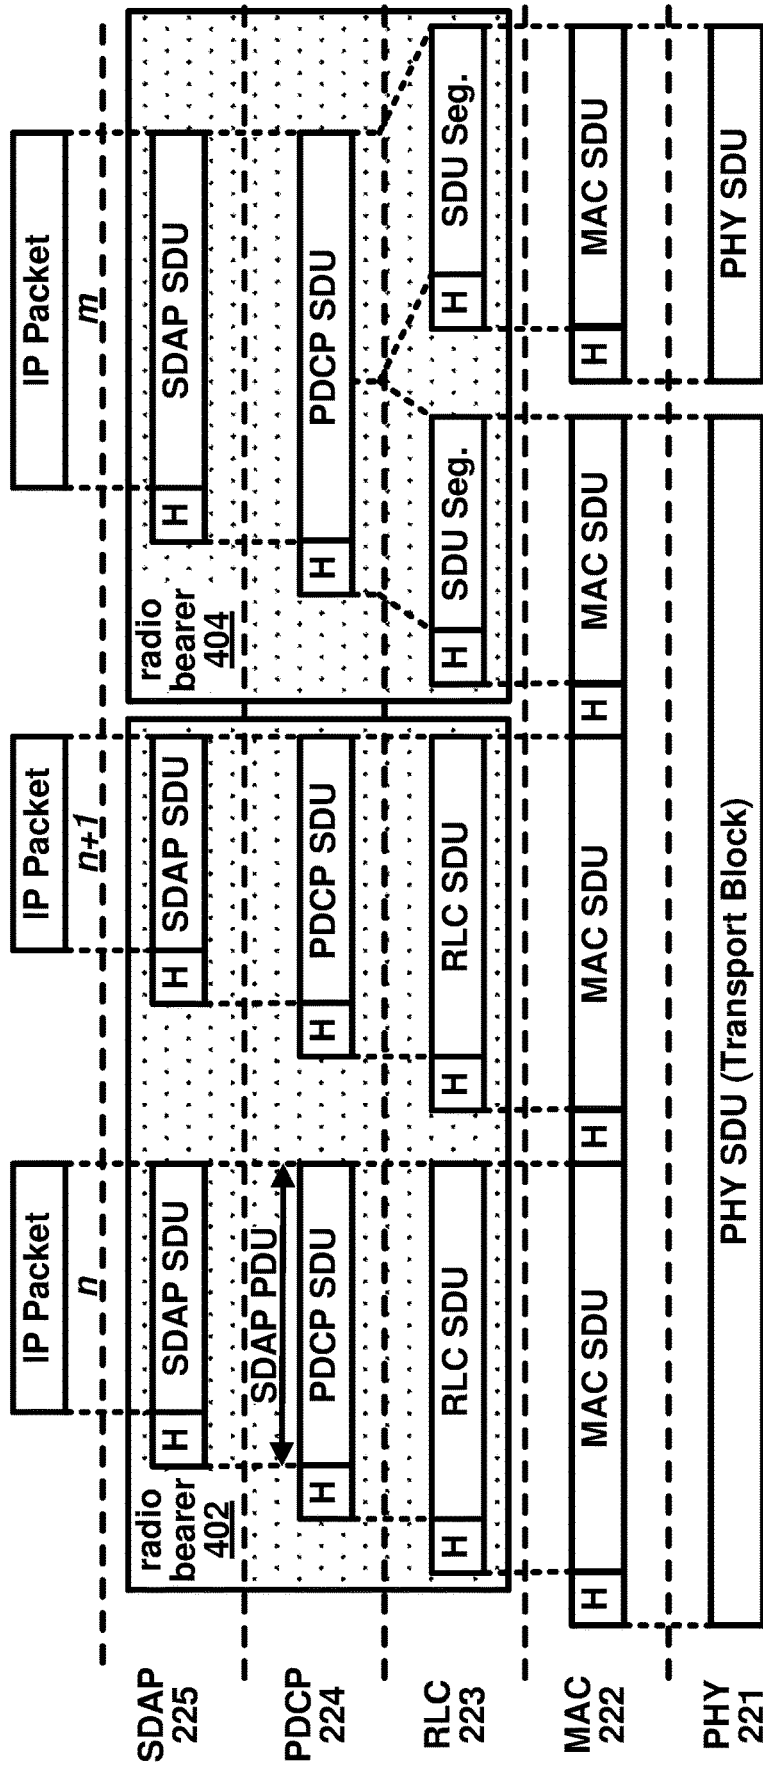 IP Packet
n
IP Packet
n+1
IP Packet
m
SDAP
225
radio
bearer
402
H
SDAP SDU
H
SDAP SDU
radio
bearer
404
H
SDAP SDU
SDAP PDU
PDCP
224
H
PDCP SDU
H
PDCP SDU
H
PDCP SDU
RLC
223
H
RLC SDU
H
RLC SDU
H
SDU Seg.
H
SDU Seg.
MAC
222
H
MAC SDU
H
MAC SDU
H
MAC SDU
H
MAC SDU
PHY
221
PHY SDU (Transport Block)
PHY SDU